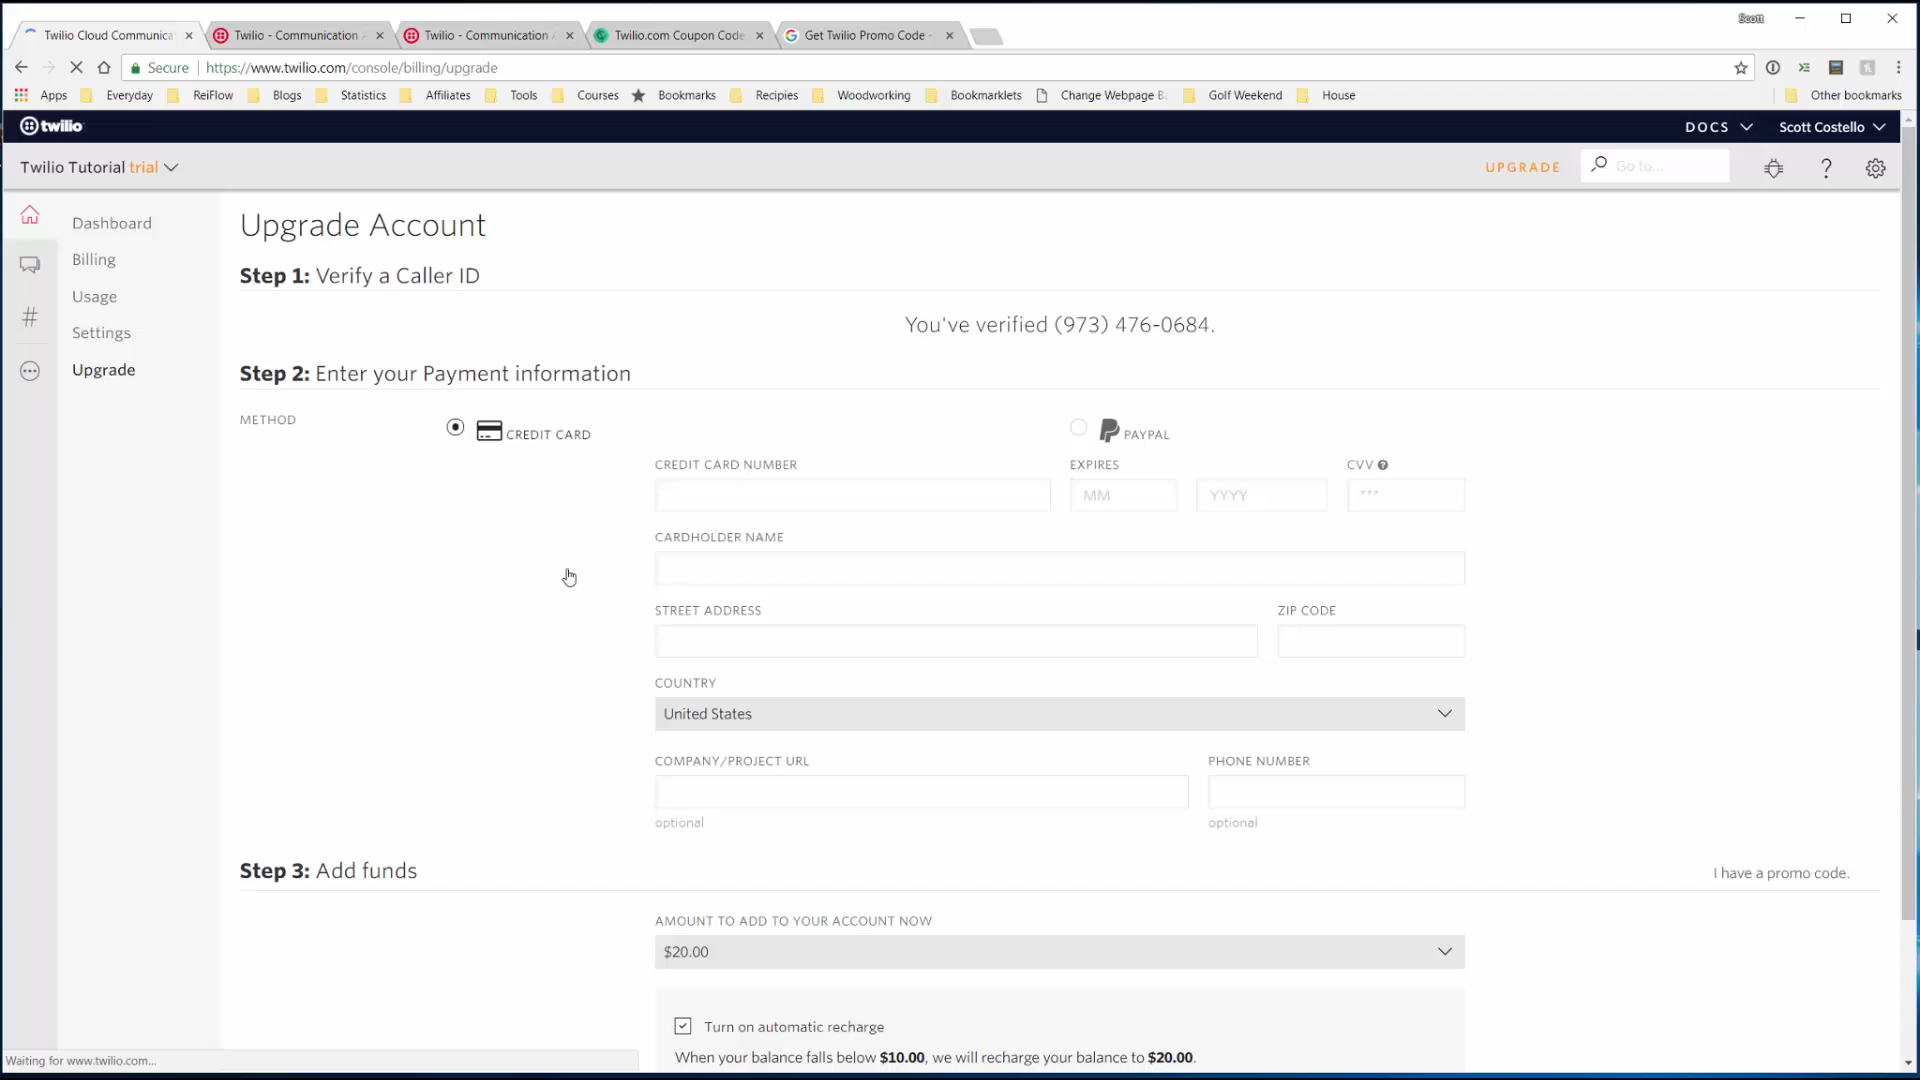 Scott
Twilio Cloud Communica
Twilio - Communication A
Twilio - Communication A
Twilio.com Coupon Code
Get Twilio Promo Code -
Secure
https://www.twilio.com/console/billing/upgrade
Apps
Everyday
ReiFlow
Blogs
Statistics
Affiliates
Tools
Courses
Bookmarks
Recipies
Woodworking
Bookmarklets
Change Webpage B
Golf Weekend
House
Other bookmarks
twilio
DOCS
Scott Costello
Twilio Tutorial trial
UPGRADE
Go to...
Dashboard
Billing
Usage
Settings
Upgrade
Upgrade Account
Step 1: Verify a Caller ID
You've verified (973) 476-0684.
Step 2: Enter your Payment information
METHOD
CREDIT CARD
PAYPAL
CREDIT CARD NUMBER
EXPIRES
CVV ?
MM
YYYY
***
CARDHOLDER NAME
STREET ADDRESS
ZIP CODE
COUNTRY
United States
COMPANY/PROJECT URL
PHONE NUMBER
optional
optional
Step 3: Add funds
I have a promo code.
AMOUNT TO ADD TO YOUR ACCOUNT NOW
$20.00
Turn on automatic recharge
When your balance falls below $10.00, we will recharge your balance to $20.00.
Waiting for www.twilio.com...